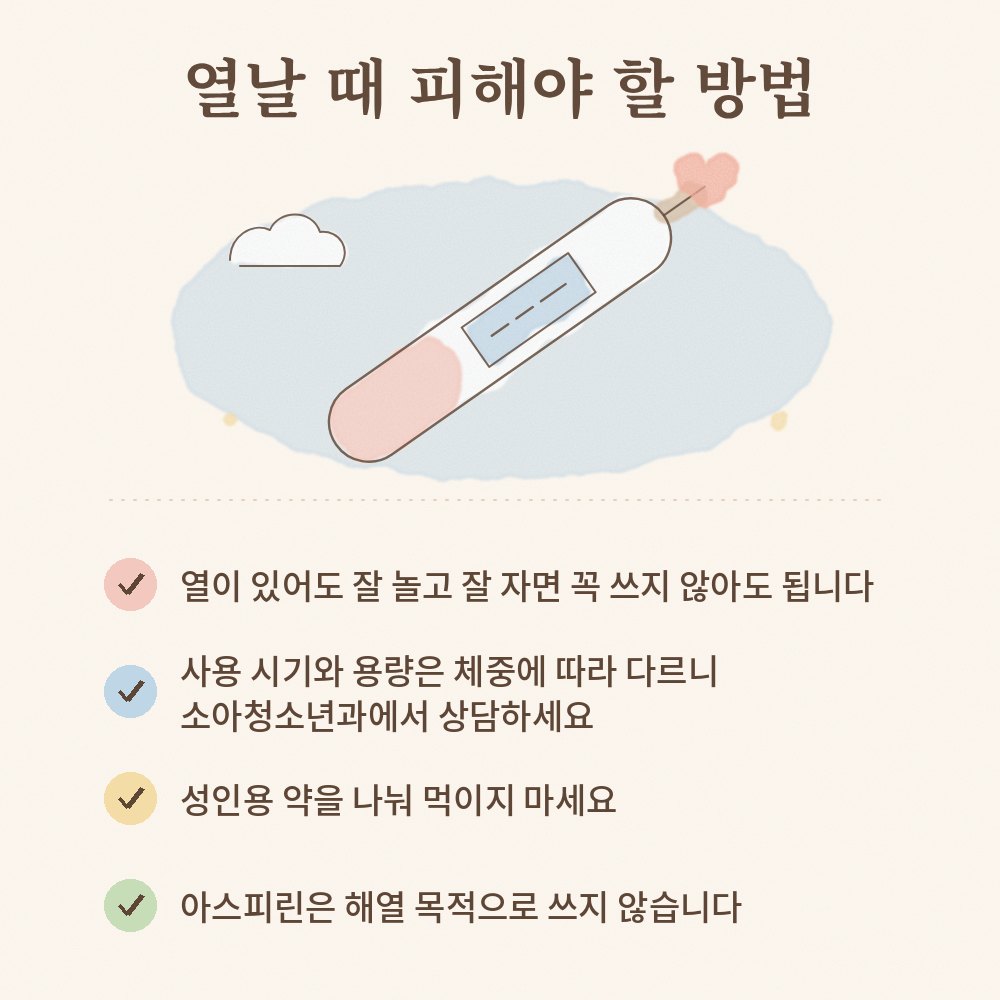 열날 때 피해야 할 방법
열이 있어도 잘 놀고 잘 자면 꼭 쓰지 않아도 됩니다
사용 시기와 용량은 체중에 따라 다르니
소아청소년과에서 상담하세요
성인용 약을 나눠 먹이지 마세요
아스피린은 해열 목적으로 쓰지 않습니다